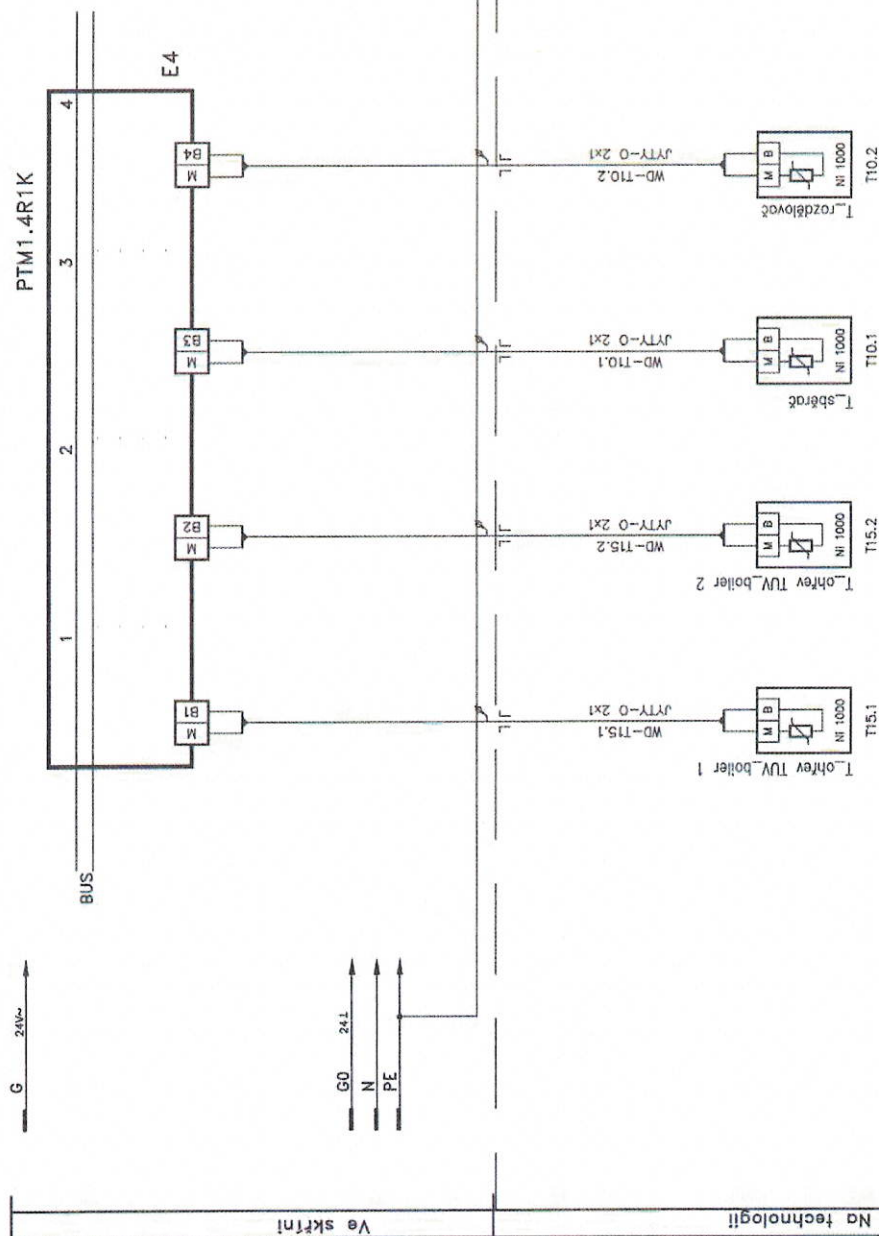 G 24V~
BUS
PTM1.4R1K
1 2 3 4
E4
M B1
M B2
M B3
M B4
G0 24⊥
N
PE
Ve skříni
Na technologii
WD-T15.1
JYTY-O 2x1
WD-T15.2
JYTY-O 2x1
WD-T10.1
JYTY-O 2x1
WD-T10.2
JYTY-O 2x1
M B
Ni 1000
T_ohřev TUV_boiler 1
T15.1
M B
Ni 1000
T_ohřev TUV_boiler 2
T15.2
M B
Ni 1000
T_sběrač
T10.1
M B
Ni 1000
T_rozdělovač
T10.2